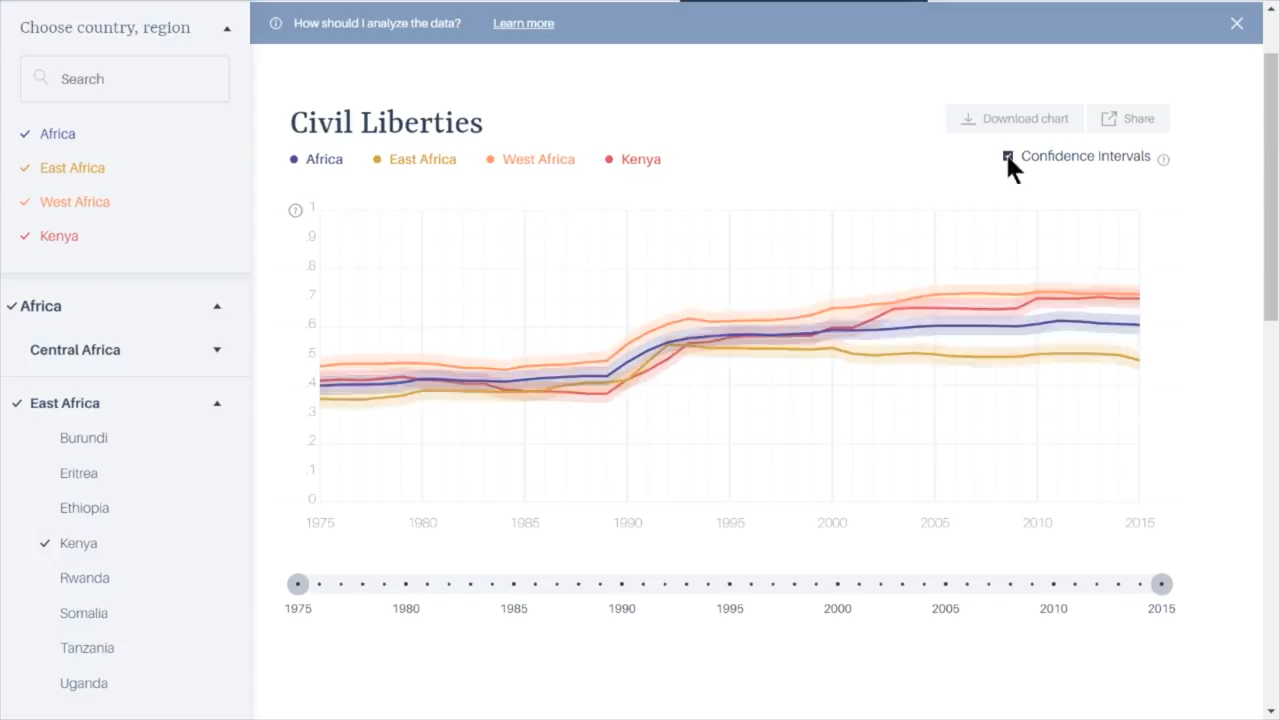 Choose country, region
Search
Africa
East Africa
West Africa
Kenya
Africa
Central Africa
East Africa
Burundi
Eritrea
Ethiopia
Kenya
Rwanda
Somalia
Tanzania
Uganda
How should I analyze the data? Learn more
Civil Liberties
Download chart Share
Africa East Africa West Africa Kenya
Confidence Intervals ?
? 1
.9
.8
.7
.6
.5
.4
.3
.2
.1
0
1975 1980 1985 1990 1995 2000 2005 2010 2015
1975 1980 1985 1990 1995 2000 2005 2010 2015